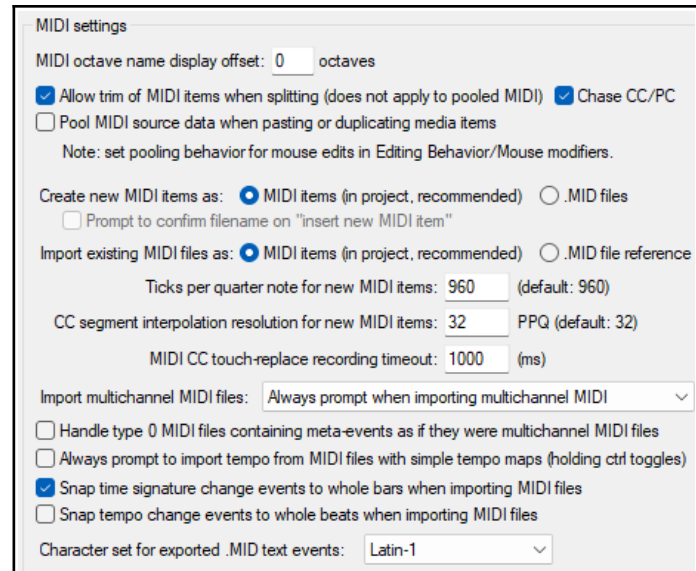 MIDI settings
MIDI octave name display offset: 0 octaves
Allow trim of MIDI items when splitting (does not apply to pooled MIDI) Chase CC/PC
Pool MIDI source data when pasting or duplicating media items
Note: set pooling behavior for mouse edits in Editing Behavior/Mouse modifiers.
Create new MIDI items as: MIDI items (in project, recommended) .MID files
Prompt to confirm filename on "insert new MIDI item"
Import existing MIDI files as: MIDI items (in project, recommended) .MID file reference
Ticks per quarter note for new MIDI items: 960 (default: 960)
CC segment interpolation resolution for new MIDI items: 32 PPQ (default: 32)
MIDI CC touch-replace recording timeout: 1000 (ms)
Import multichannel MIDI files: Always prompt when importing multichannel MIDI
Handle type 0 MIDI files containing meta-events as if they were multichannel MIDI files
Always prompt to import tempo from MIDI files with simple tempo maps (holding ctrl toggles)
Snap time signature change events to whole bars when importing MIDI files
Snap tempo change events to whole beats when importing MIDI files
Character set for exported .MID text events: Latin-1